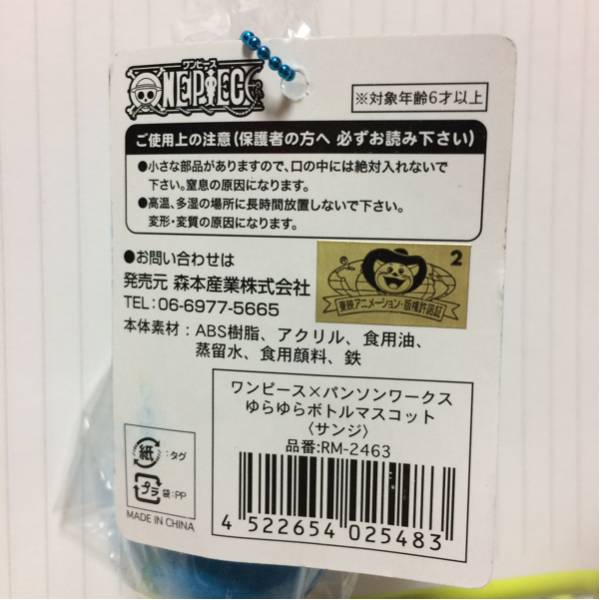 ワンピース
ONE PIECE
※対象年齢6才以上
ご使用上の注意(保護者の方へ 必ずお読み下さい)
●小さな部品がありますので、口の中には絶対入れないで
下さい。窒息の原因になります。
●高温、多湿の場所に長時間放置しないで下さい。
変形・変質の原因になります。
●お問い合わせは
発売元 森本産業株式会社
TEL:06-6977-5665
2
東映アニメーション・版権許諾証
本体素材:ABS樹脂、アクリル、食用油、
蒸留水、食用顔料、鉄
ワンピース×パンソンワークス
ゆらゆらボトルマスコット
〈サンジ〉
品番:RM-2463
紙:タグ
プラ 袋:PP
MADE IN CHINA
4 522654 025483